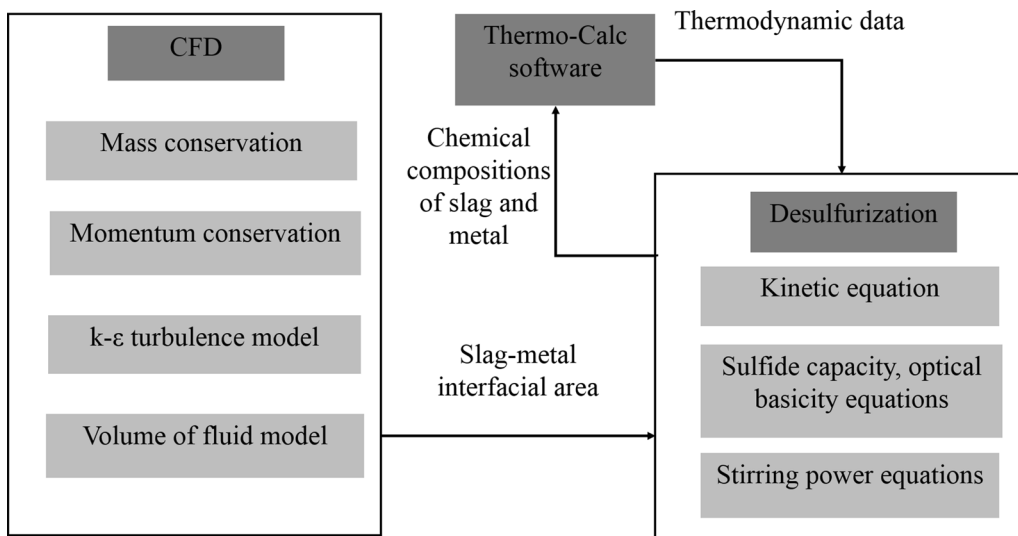 CFD
Mass conservation
Momentum conservation
k-ε turbulence model
Volume of fluid model
Thermo-Calc
software
Thermodynamic data
Chemical
compositions
of slag and
metal
Slag-metal
interfacial area
Desulfurization
Kinetic equation
Sulfide capacity, optical
basicity equations
Stirring power equations